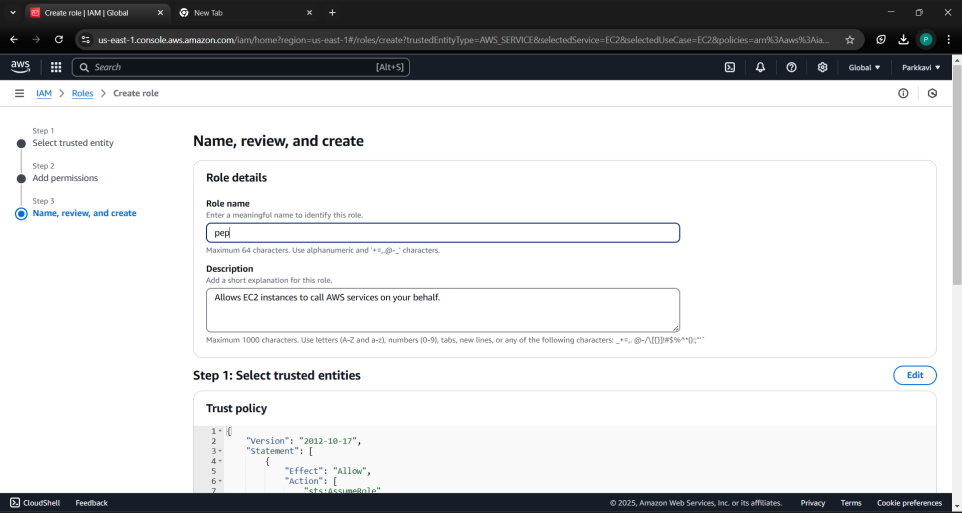 Create role | IAM | Global
New Tab
us-east-1.console.aws.amazon.com/iam/home?region=us-east-1#/roles/create?trustedEntityType=AWS_SERVICE&selectedService=EC2&selectedUseCase=EC2&policies=arn%3Aaws%3Aia...
P
aws
Search
[Alt+S]
Global
Parkkavi
IAM
Roles
Create role
Step 1
Select trusted entity
Step 2
Add permissions
Step 3
Name, review, and create
Name, review, and create
Role details
Role name
Enter a meaningful name to identify this role.
pep
Maximum 64 characters. Use alphanumeric and '+=,.@-_' characters.
Description
Add a short explanation for this role.
Allows EC2 instances to call AWS services on your behalf.
Maximum 1000 characters. Use letters (A-Z and a-z), numbers (0-9), tabs, new lines, or any of the following characters:
Step 1: Select trusted entities
Edit
Trust policy
1 {
2 "Version": "2012-10-17",
3 "Statement": [
4 {
5 "Effect": "Allow",
6 "Action": [
7 "sts:AssumeRole"
CloudShell
Feedback
© 2025, Amazon Web Services, Inc. or its affiliates.
Privacy
Terms
Cookie preferences